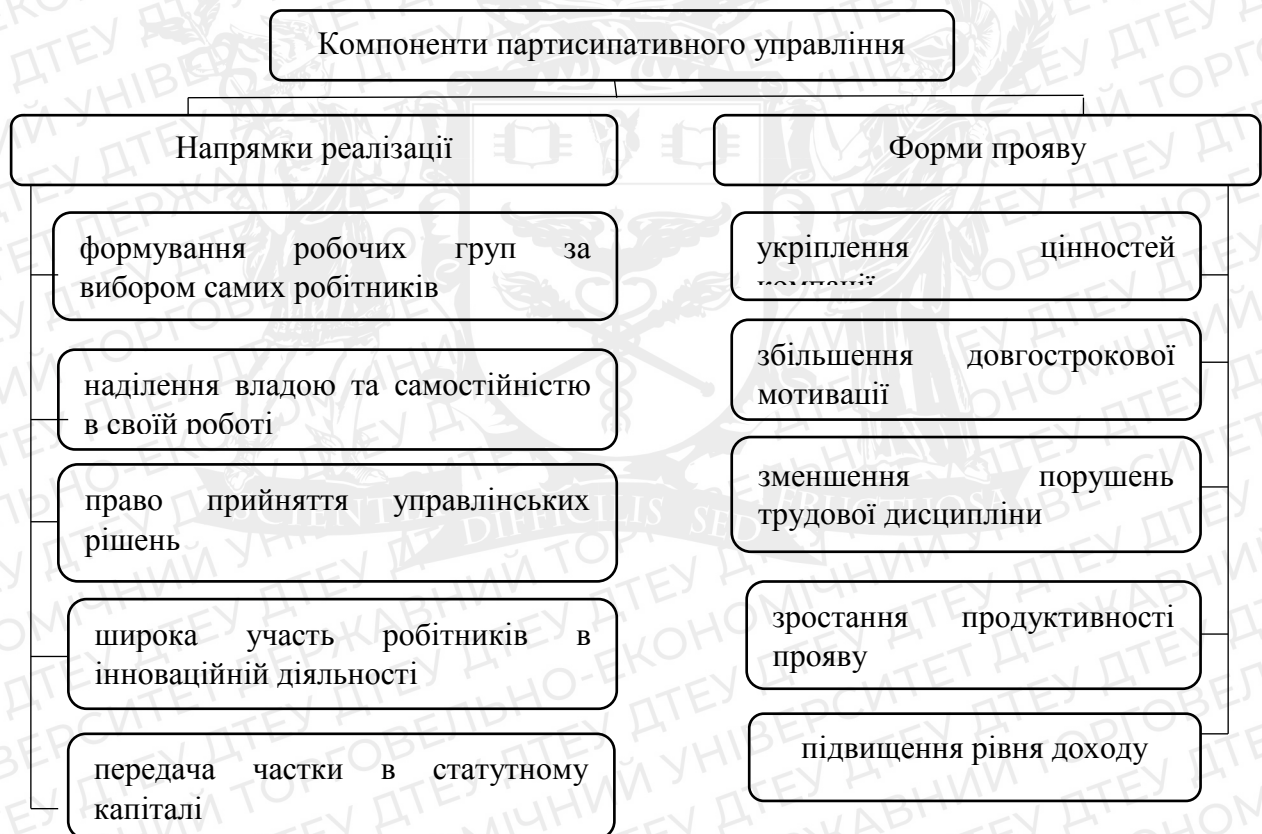 Компоненти партисипативного управління
Напрямки реалізації
формування робочих груп за
вибором самих робітників
наділення владою та самостійністю
в своїй роботі
право прийняття управлінських
рішень
широка участь робітників в
інноваційній діяльності
передача частки в статутному
капіталі
Форми прояву
укріплення цінностей
компанії
збільшення довгострокової
мотивації
зменшення порушень
трудової дисципліни
зростання продуктивності
прояву
підвищення рівня доходу